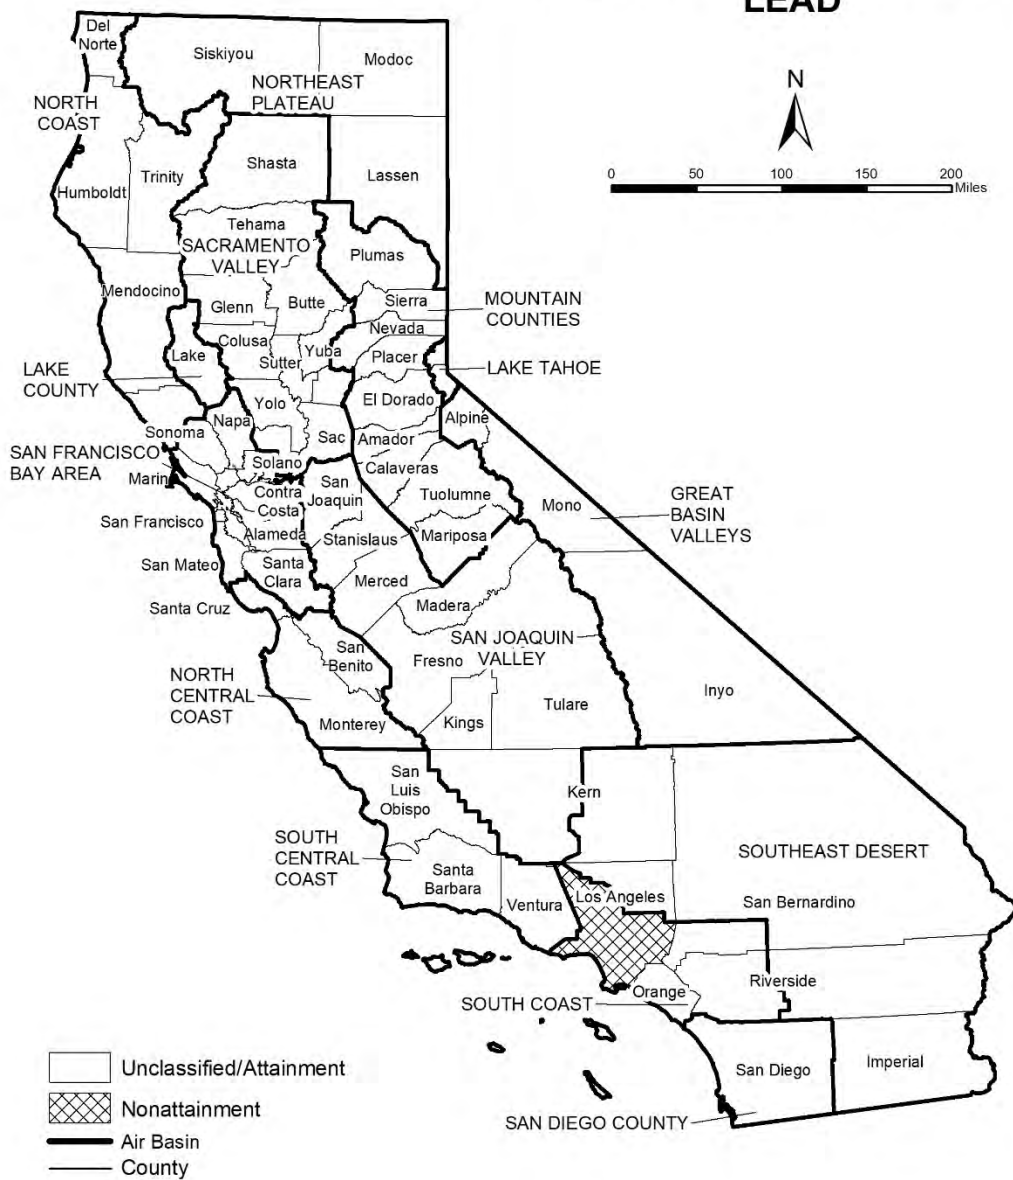 LEAD
Del
Norte
Siskiyou
Modoc
NORTHEAST
PLATEAU
NORTH
COAST
N
Shasta
Trinity
Lassen
Humboldt
0 50 100 150 200
Miles
Tehama
SACRAMENTO
VALLEY
Plumas
Mendocino
Glenn
Butte
Sierra
MOUNTAIN
COUNTIES
Nevada
Colusa
Sutter
Yuba
Placer
Lake
LAKE
COUNTY
LAKE TAHOE
El Dorado
Yolo
Napa
Alpine
Sonoma
Sac
Amador
SAN FRANCISCO
BAY AREA
Solano
Calaveras
Marin
Contra
Costa
San
Joaquin
Tuolumne
Mono
GREAT
BASIN
VALLEYS
San Francisco
Alameda
Stanislaus
Mariposa
San Mateo
Santa
Clara
Merced
Santa Cruz
Madera
San
Benito
Fresno
SAN JOAQUIN
VALLEY
NORTH
CENTRAL
COAST
Monterey
Kings
Tulare
Inyo
San
Luis
Obispo
Kern
SOUTH
CENTRAL
COAST
Santa
Barbara
SOUTHEAST DESERT
Ventura
Los Angeles
San Bernardino
Riverside
Orange
SOUTH COAST
San Diego
Imperial
SAN DIEGO COUNTY
Unclassified/Attainment
Nonattainment
Air Basin
County